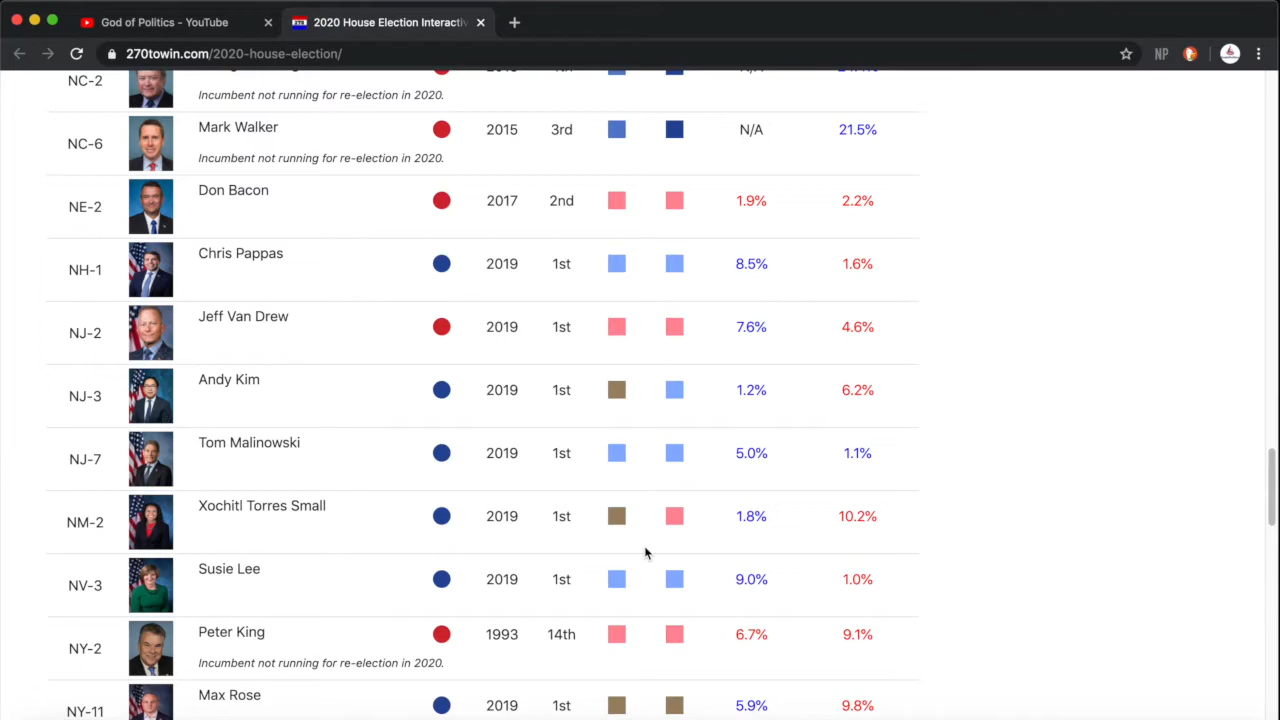 God of Politics - YouTube
2020 House Election Interactiv
270towin.com/2020-house-election/
NP
NC-2
Incumbent not running for re-election in 2020.
NC-6 Mark Walker 2015 3rd N/A 21.5%
Incumbent not running for re-election in 2020.
NE-2 Don Bacon 2017 2nd 1.9% 2.2%
NH-1 Chris Pappas 2019 1st 8.5% 1.6%
NJ-2 Jeff Van Drew 2019 1st 7.6% 4.6%
NJ-3 Andy Kim 2019 1st 1.2% 6.2%
NJ-7 Tom Malinowski 2019 1st 5.0% 1.1%
NM-2 Xochitl Torres Small 2019 1st 1.8% 10.2%
NV-3 Susie Lee 2019 1st 9.0% 1.0%
NY-2 Peter King 1993 14th 6.7% 9.1%
Incumbent not running for re-election in 2020.
NY-11 Max Rose 2019 1st 5.9% 9.8%